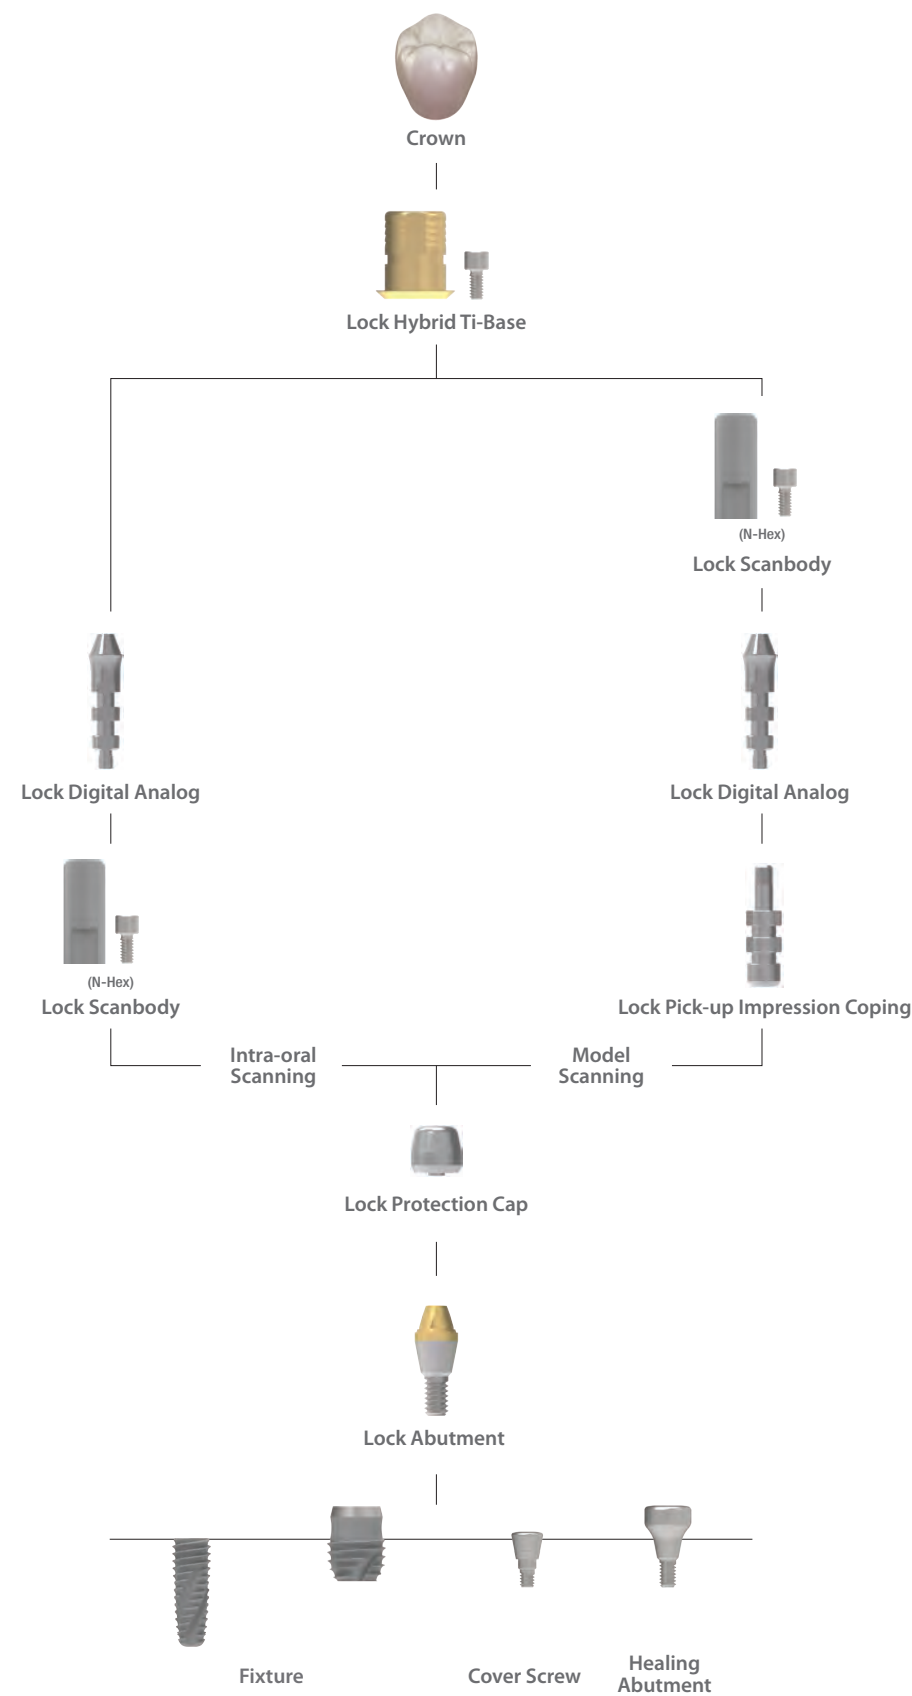 Crown
Lock Hybrid Ti-Base
(N-Hex)
Lock Scanbody
Lock Digital Analog
Lock Digital Analog
(N-Hex)
Lock Scanbody
Lock Pick-up Impression Coping
Intra-oral
Scanning
Model
Scanning
Lock Protection Cap
Lock Abutment
Fixture
Cover Screw
Healing
Abutment